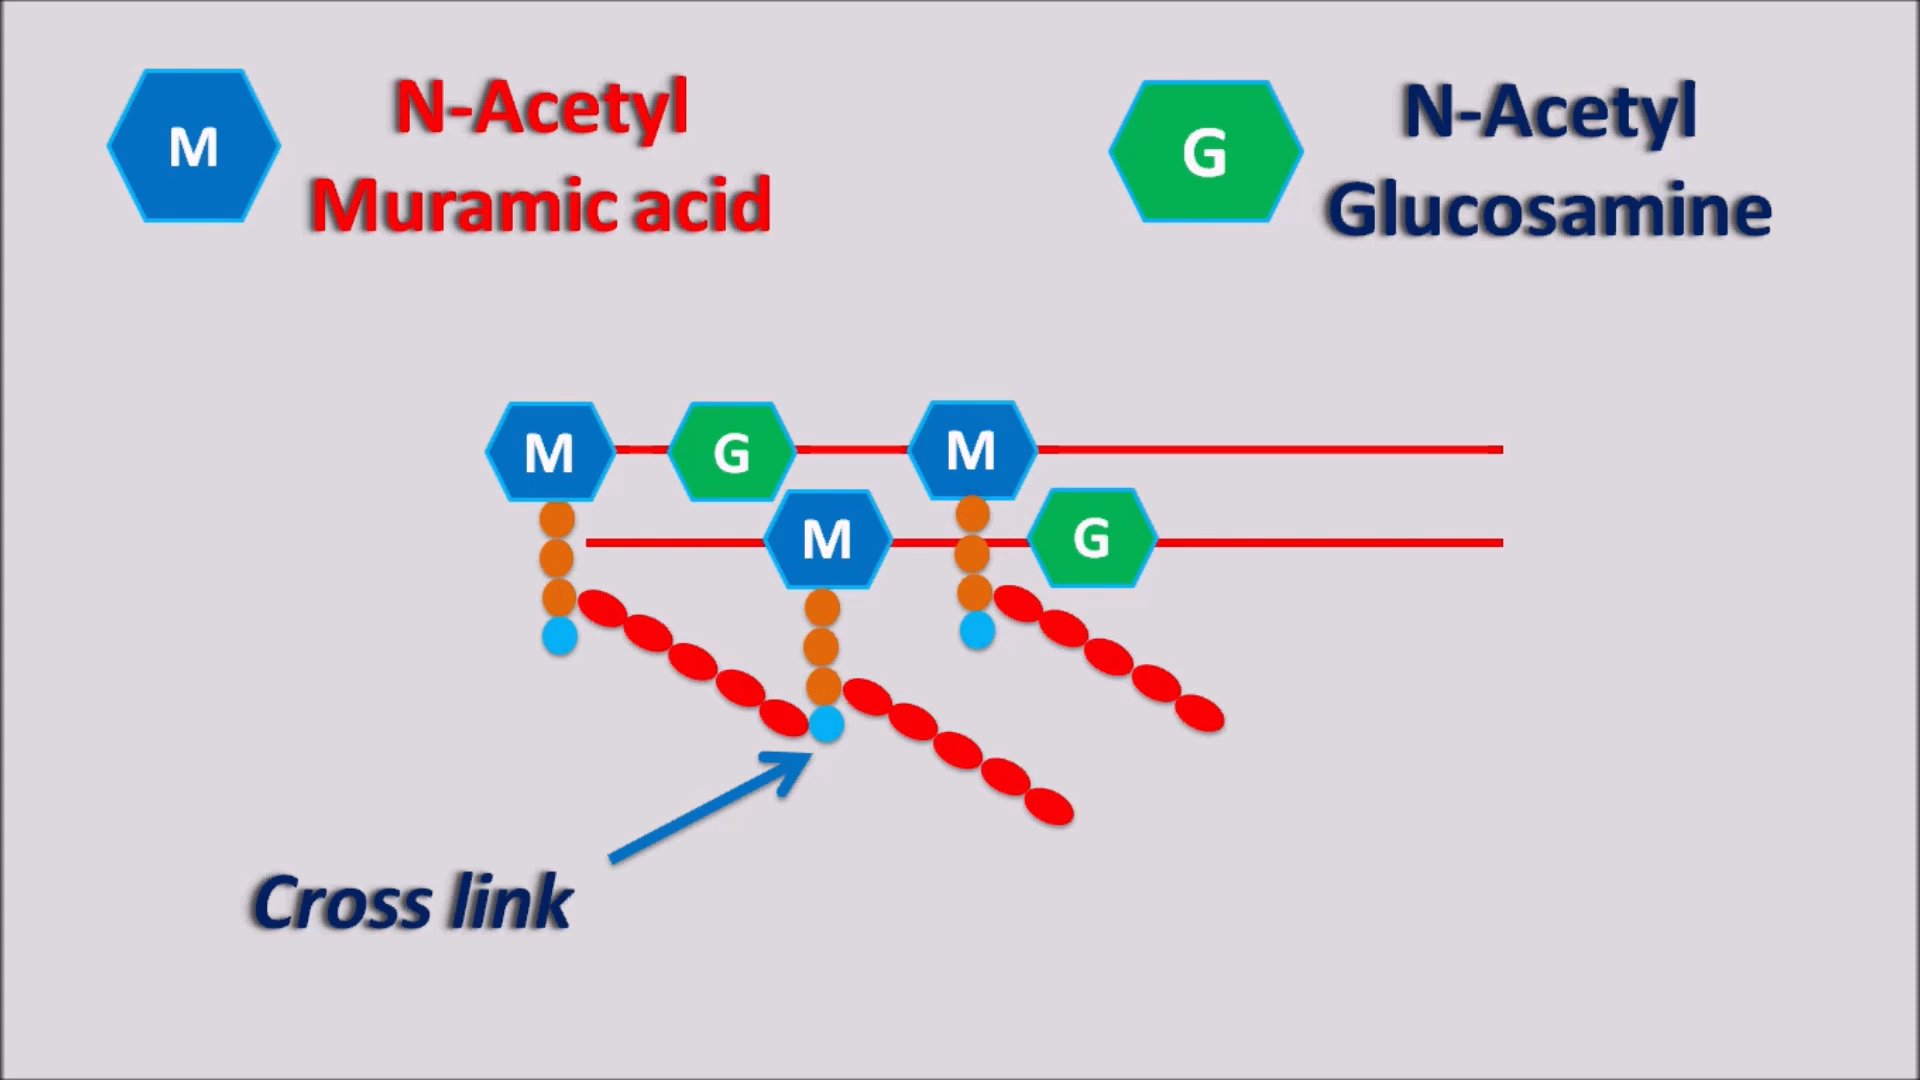 M
N-Acetyl
Muramic acid
G
N-Acetyl
Glucosamine
M
G
M
M
G
Cross link